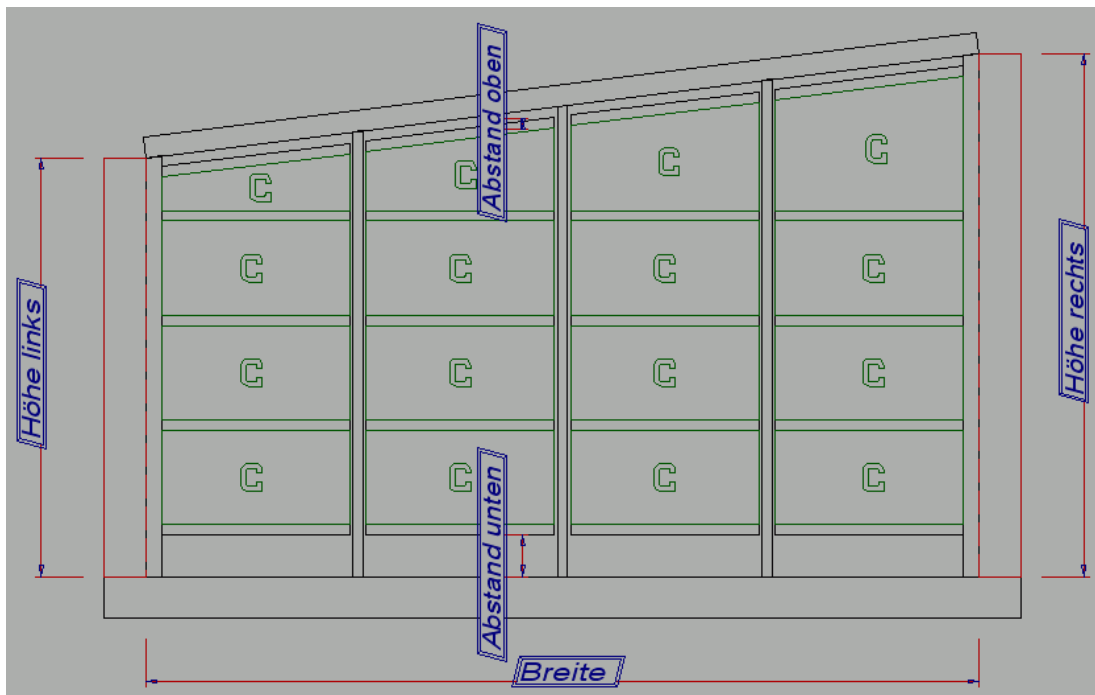 Abstand oben
C C C C
Höhe links
C C C C
Höhe rechts
C C C C
C C C C
Abstand unten
Breite